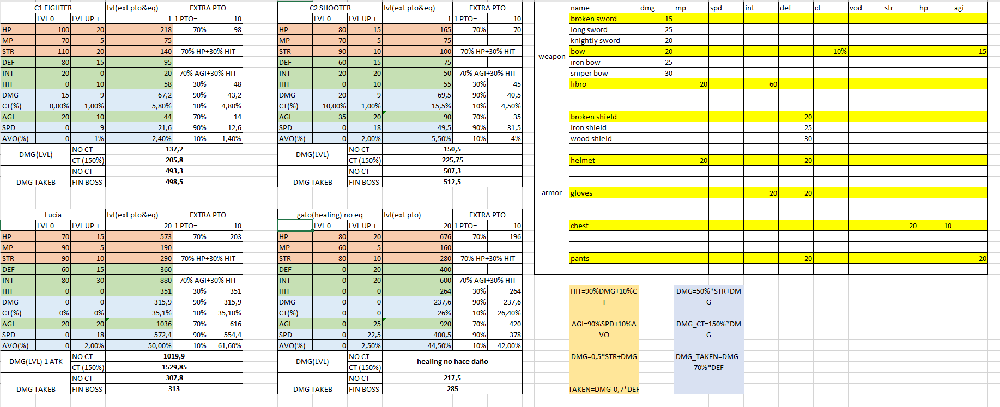 C1 FIGHTER lvl(ext pto&eq) EXTRA PTO
LVL 0 LVL UP + 1 1 PTO= 10
HP 100 20 218 70% 98
MP 70 5 75
STR 110 20 140 70% HP+30% HIT
DEF 80 15 95
INT 20 0 20 70% AGI+30% HIT
HIT 0 10 58 30% 48
DMG 15 9 67,2 90% 43,2
CT(%) 0,00% 1,00% 5,80% 10% 4,80%
AGI 20 10 44 70% 14
SPD 0 9 21,6 90% 12,6
AVO(%) 0 1% 2,40% 10% 1,40%
DMG(LVL) NO CT 137,2
CT (150%) 205,8
DMG TAKEB NO CT 493,3
FIN BOSS 498,5
C2 SHOOTER lvl(ext pto&eq) EXTRA PTO
LVL 0 LVL UP + 1 1 PTO= 10
HP 80 15 165 70% 70
MP 70 5 75
STR 90 10 100 70% HP+30% HIT
DEF 60 15 75
INT 20 20 50 70% AGI+30% HIT
HIT 0 10 55 30% 45
DMG 20 9 69,5 90% 40,5
CT(%) 10,00% 1,00% 15,5% 10% 4,50%
AGI 35 20 90 70% 35
SPD 0 18 49,5 90% 31,5
AVO(%) 0 2,00% 5,50% 10% 4%
DMG(LVL) NO CT 150,5
CT (150%) 225,75
DMG TAKEB NO CT 507,3
FIN BOSS 512,5
Lucia lvl(ext pto&eq) EXTRA PTO
LVL 0 LVL UP + 20 1 PTO= 10
HP 70 15 573 70% 203
MP 90 5 190
STR 90 10 290 70% HP+30% HIT
DEF 60 15 360
INT 80 30 880 70% AGI+30% HIT
HIT 0 0 351 30% 351
DMG 0 0 315,9 90% 315,9
CT(%) 0% 0% 35,1% 10% 35,10%
AGI 20 20 1036 70% 616
SPD 0 18 572,4 90% 554,4
AVO(%) 0 2,00% 50,00% 10% 61,60%
DMG(LVL) 1 ATK NO CT 1019,9
CT (150%) 1529,85
DMG TAKEB NO CT 307,8
FIN BOSS 313
gato(healing) no eq lvl(ext pto) EXTRA PTO
LVL 0 LVL UP + 20 1 PTO= 10
HP 80 20 676 70% 196
MP 60 5 160
STR 80 10 280 70% HP+30% HIT
DEF 0 20 400
INT 0 20 600 70% AGI+30% HIT
HIT 0 0 264 30% 264
DMG 0 0 237,6 90% 237,6
CT(%) 0 0 26% 10% 26,40%
AGI 0 25 920 70% 420
SPD 0 22,5 400,5 90% 378
AVO(%) 0 2,50% 44,50% 10% 42,00%
DMG(LVL) NO CT healing no hace daño
CT (150%)
DMG TAKEB NO CT 217,5
FIN BOSS 285
name dmg mp spd int def ct vod str hp agi
weapon
broken sword 15
long sword 25
knightly sword 20
bow 20 10% 15
iron bow 25
sniper bow 30
libro 20 60
armor
broken shield 20
iron shield 25
wood shield 30
helmet 20 20
gloves 20 20
chest 20 10
pants 20 20
HIT=90%DMG+10%C
T
AGI=90%SPD+10%A
VO
DMG=0,5*STR+DMG
TAKEN=DMG-0,7*DEF
DMG=50%*STR+DM
G
DMG_CT=150%*DM
G
DMG_TAKEN=DMG-
70%*DEF